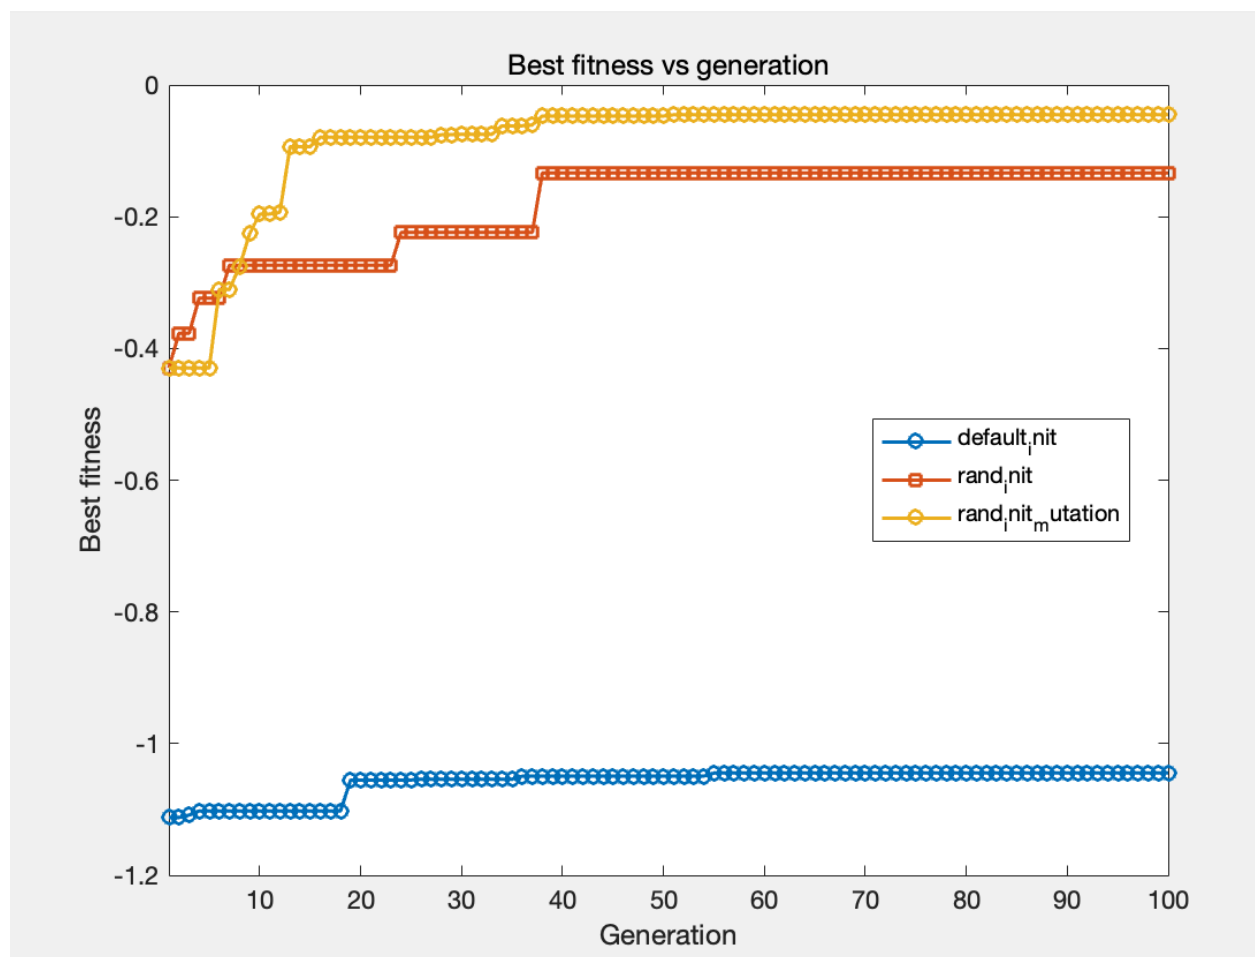 Best fitness vs generation
0
-0.2
-0.4
-0.6
-0.8
-1
-1.2
Best fitness
default_init
rand_init
rand_init_mutation
10 20 30 40 50 60 70 80 90 100
Generation